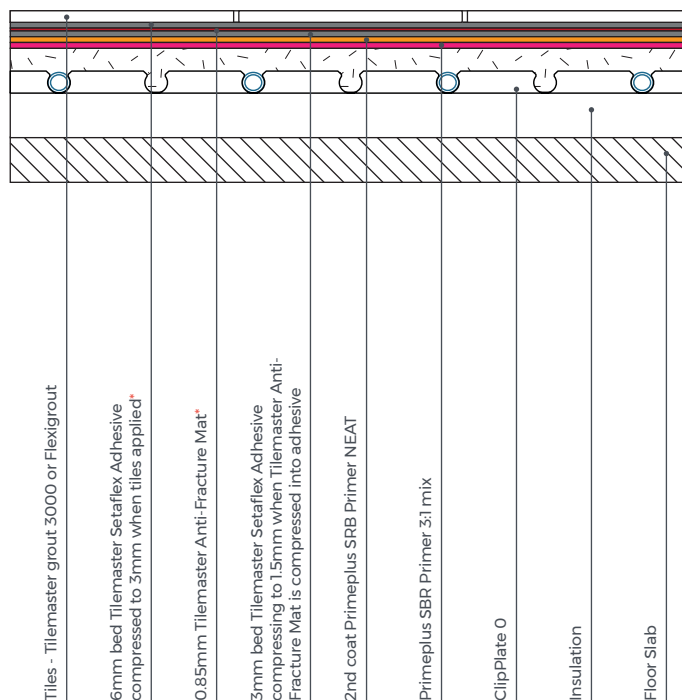 Tiles - Tilemaster grout 3000 or Flexigrout
6mm bed Tilemaster Setaflex Adhesive
compressed to 3mm when tiles applied*
0.85mm Tilemaster Anti-Fracture Mat*
3mm bed Tilemaster Setaflex Adhesive
compressing to 1.5mm when Tilemaster Anti-
Fracture Mat is compressed into adhesive
2nd coat Primeplus SRB Primer NEAT
Primeplus SBR Primer 3:1 mix
ClipPlate 0
Insulation
Floor Slab